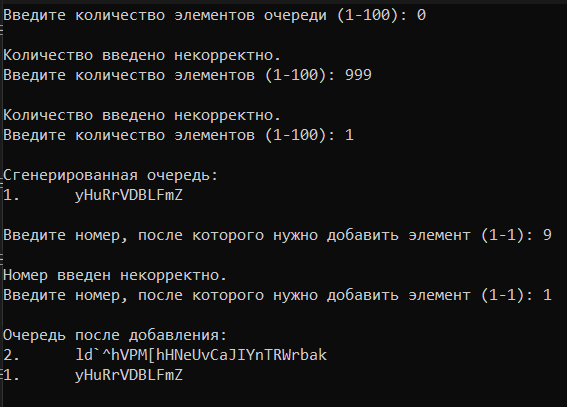 Введите количество элементов очереди (1-100): 0
Количество введено некорректно.
Введите количество элементов (1-100): 999
Количество введено некорректно.
Введите количество элементов (1-100): 1
Сгенерированная очередь:
1. yHuRrVDBLFmZ
Введите номер, после которого нужно добавить элемент (1-1): 9
Номер введен некорректно.
Введите номер, после которого нужно добавить элемент (1-1): 1
Очередь после добавления:
2. ld`^hVPM[hHNeUvCaJIYnTRWrbak
1. yHuRrVDBLFmZ